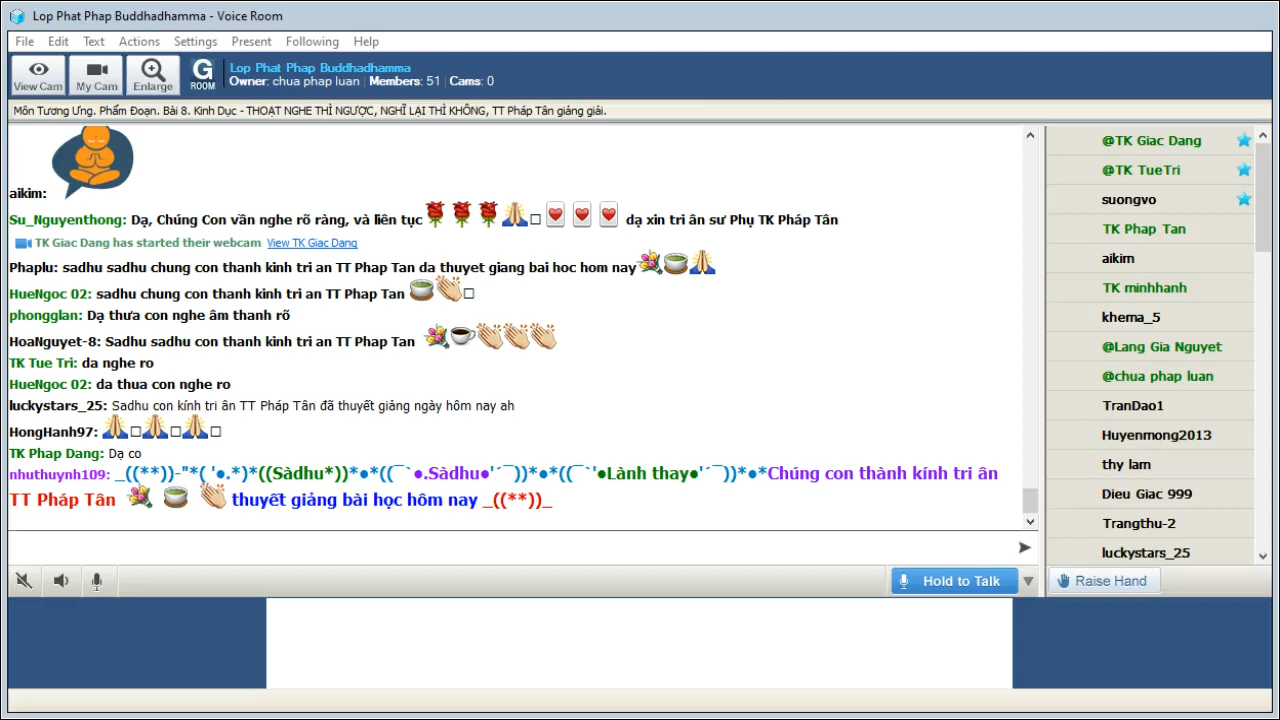 Lop Phat Phap Buddhadhamma - Voice Room
File Edit Text Actions Settings Present Following Help
View Cam My Cam Enlarge G ROOM
Lop Phat Phap Buddhadhamma
Owner: chua phap luan Members: 51 Cams: 0
Môn Tương Ưng. Phẩm Đoạn. Bài 8. Kinh Dục - THOẠT NGHE THÌ NGƯỢC, NGHĨ LẠI THÌ KHÔNG, TT Pháp Tân giảng giải.
aikim:
Su_Nguyenthong: Dạ, Chúng Con vẫn nghe rõ ràng, và liên tục 🌹🌹🌹🙏□ ♥ ♥ ♥ dạ xin tri ân sư Phụ TK Pháp Tân
TK Giac Dang has started their webcam View TK Giac Dang
Phaplu: sadhu sadhu chung con thanh kinh tri an TT Phap Tan da thuyet giang bai hoc hom nay 💐🍵🙏
HueNgoc 02: sadhu chung con thanh kinh tri an TT Phap Tan 🍵👏□
phongglan: Dạ thưa con nghe âm thanh rõ
HoaNguyet-8: Sadhu sadhu con thanh kinh tri an TT Phap Tan 💐☕👏👏👏
TK Tue Tri: da nghe ro
HueNgoc 02: da thua con nghe ro
luckystars_25: Sadhu con kính tri ân TT Pháp Tân đã thuyết giảng ngày hôm nay ah
HongHanh97: 🙏□🙏□🙏□
TK Phap Dang: Dạ co
nhuthuynh109: _((**))-"*( '●.*)*((Sàdhu*))*●*((¯`●.Sàdhu●'´¯))*●*((¯`'●Lành thay●'´¯))*●*Chúng con thành kính tri ân
TT Pháp Tân 💐 🍵 👏 thuyết giảng bài học hôm nay _((**))_
Hold to Talk
@TK Giac Dang
@TK TueTri
suongvo
TK Phap Tan
aikim
TK minhhanh
khema_5
@Lang Gia Nguyet
@chua phap luan
TranDao1
Huyenmong2013
thy lam
Dieu Giac 999
Trangthu-2
luckystars_25
Raise Hand